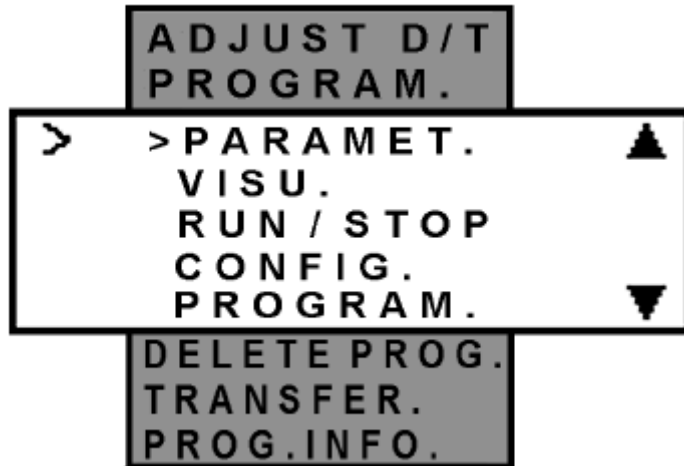 ADJUST D/T
PROGRAM.
> >PARAMET.
VISU.
RUN / STOP
CONFIG.
PROGRAM.
DELETE PROG.
TRANSFER.
PROG.INFO.